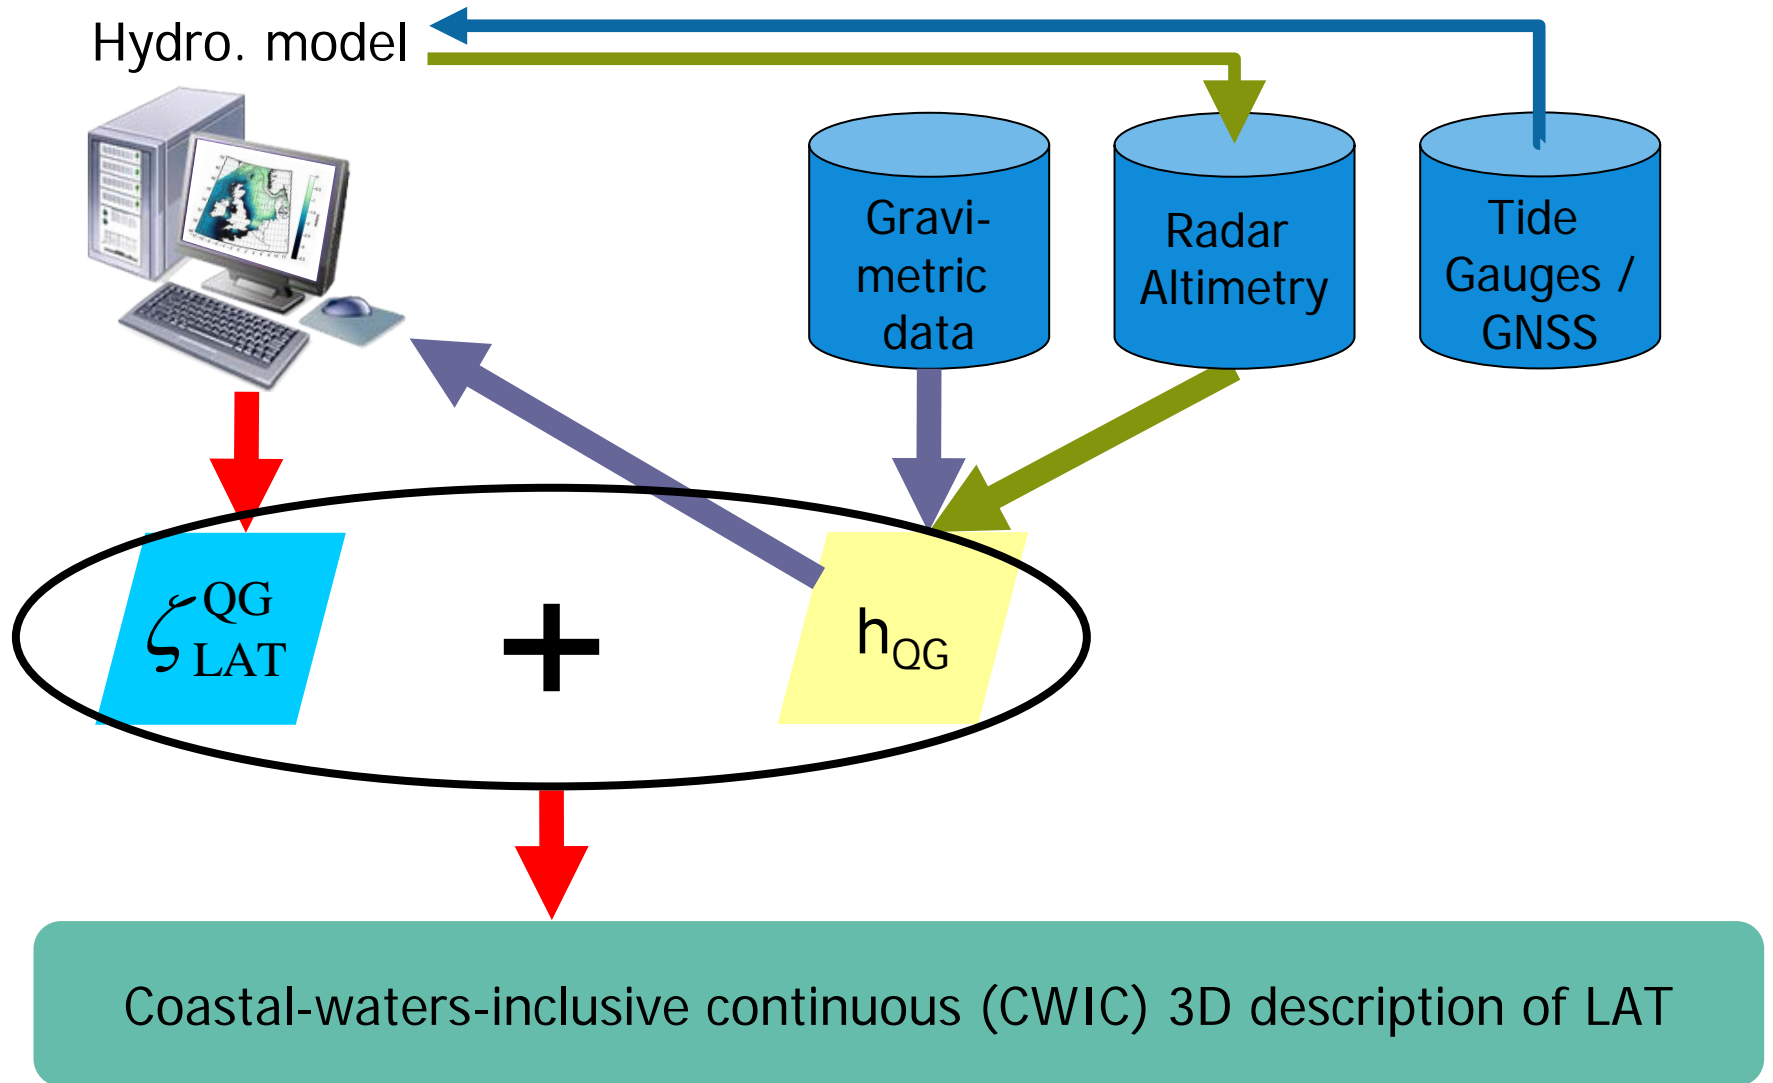 Hydro. model
Gravi-
metric
data
Radar
Altimetry
Tide
Gauges /
GNSS
ζ QG LAT
+
hQG
Coastal-waters-inclusive continuous (CWIC) 3D description of LAT